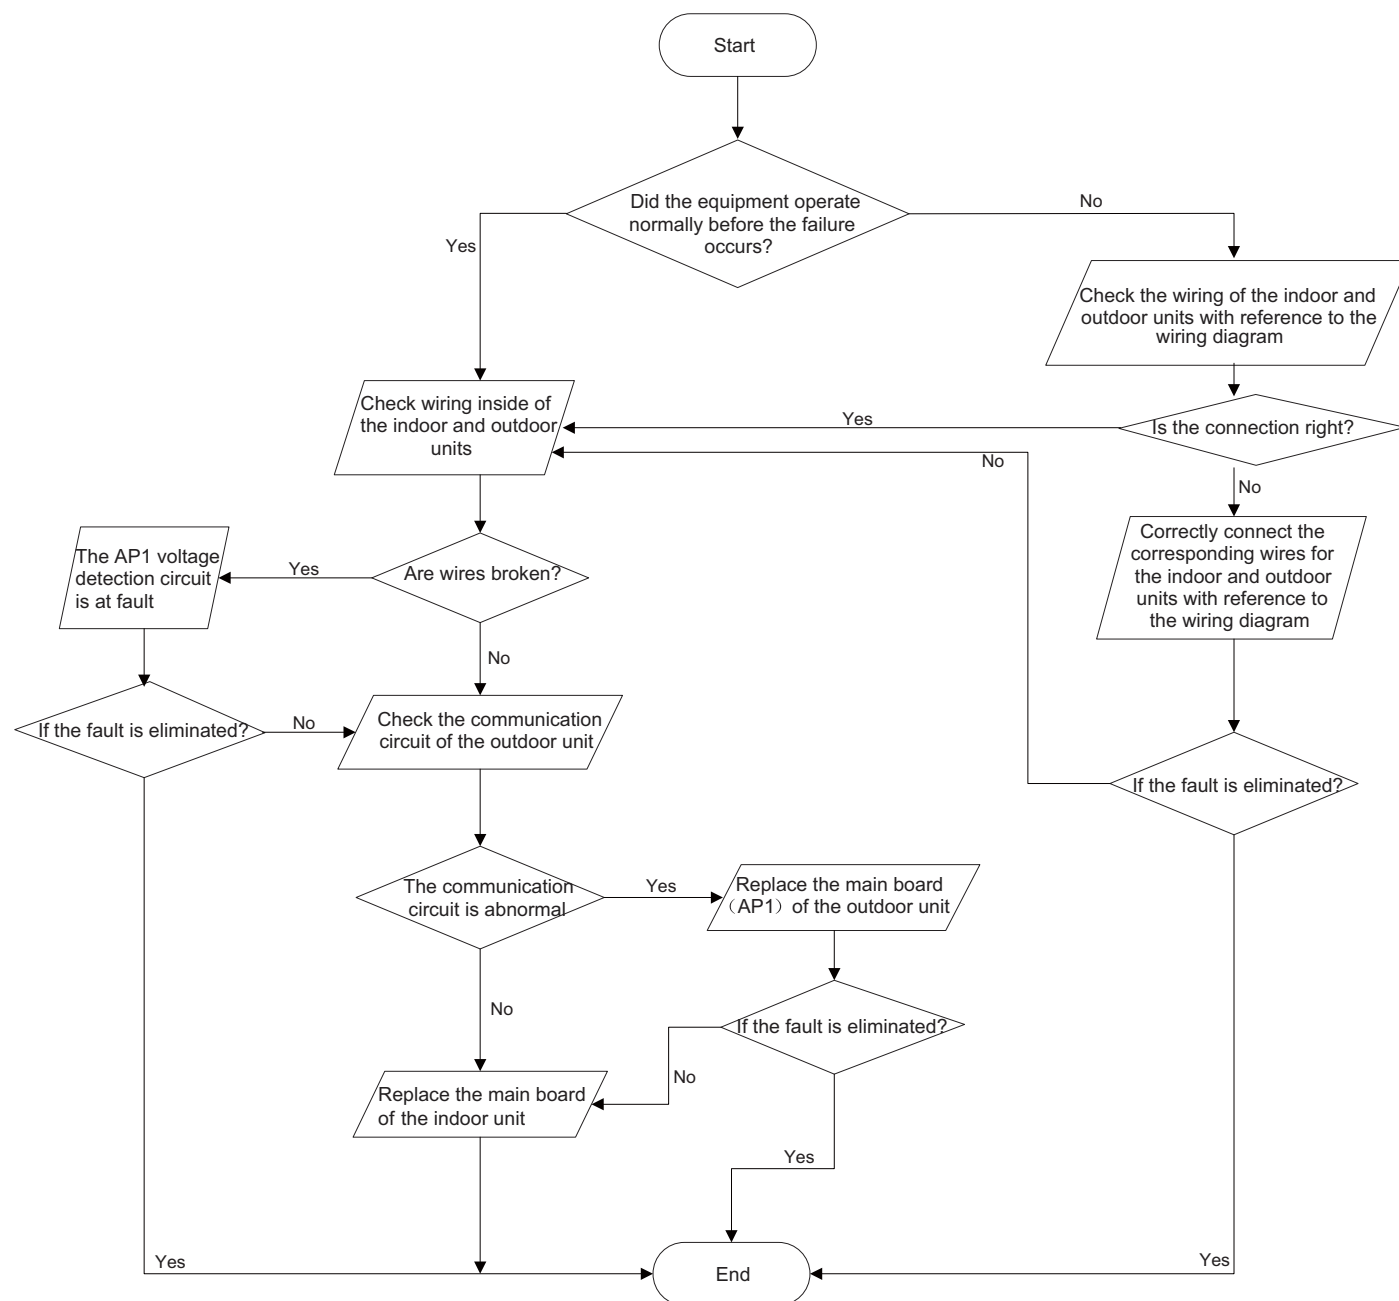 Start
Did the equipment operate
normally before the failure
occurs?
Yes
No
Check the wiring of the indoor and
outdoor units with reference to the
wiring diagram
Check wiring inside of
the indoor and outdoor
units
Yes
Is the connection right?
No
No
Correctly connect the
corresponding wires for
the indoor and outdoor
units with reference to
the wiring diagram
The AP1 voltage
detection circuit
is at fault
Yes
Are wires broken?
No
If the fault is eliminated?
No
Check the communication
circuit of the outdoor unit
If the fault is eliminated?
The communication
circuit is abnormal
Yes
Replace the main board
（AP1）of the outdoor unit
No
If the fault is eliminated?
No
Replace the main board
of the indoor unit
Yes
Yes
End
Yes